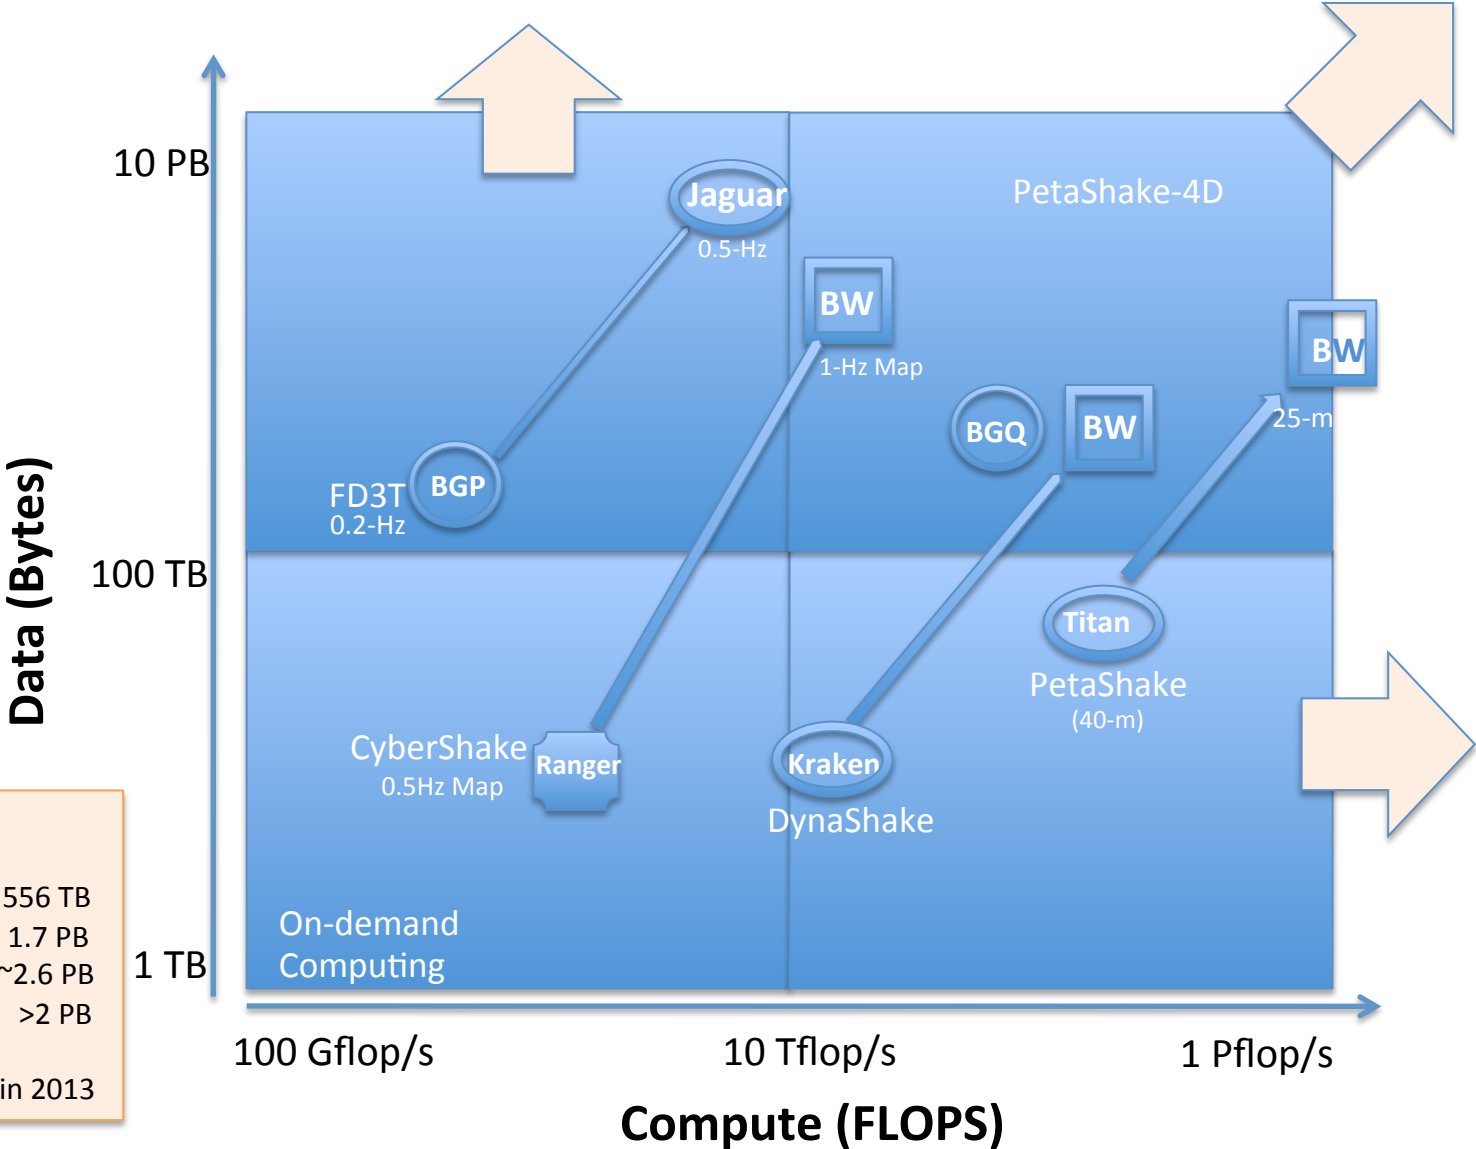 10 PB
Jaguar
0.5-Hz
PetaShake-4D
BW
1-Hz Map
BW
25-m
BGQ
BW
BGP
FD3T
0.2-Hz
Data (Bytes)
100 TB
Titan
PetaShake
(40-m)
CyberShake
0.5Hz Map
Ranger
Kraken
DynaShake
556 TB
1.7 PB
~2.6 PB
>2 PB
in 2013
On-demand
Computing
1 TB
100 Gflop/s
10 Tflop/s
1 Pflop/s
Compute (FLOPS)